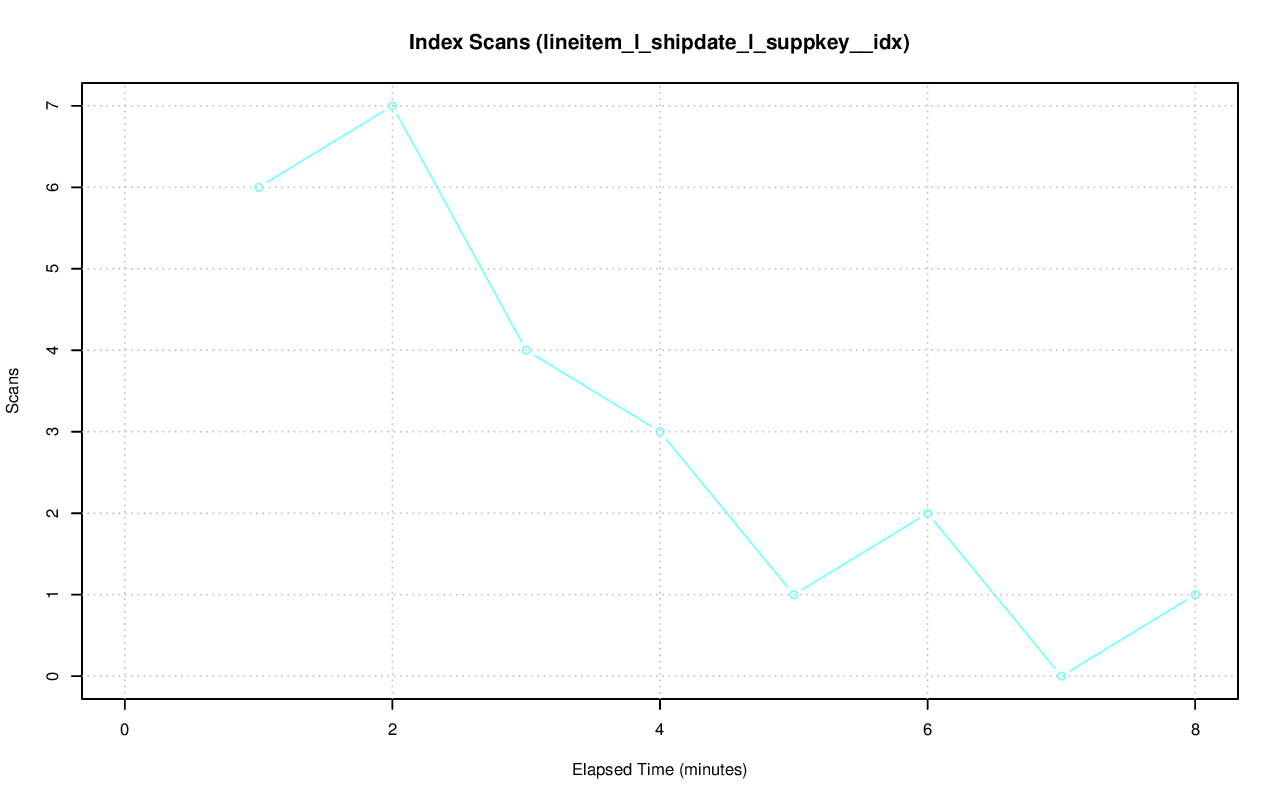 Index Scans (lineitem_l_shipdate_l_suppkey__idx)
7
6
5
4
3
2
1
0
Scans
0 2 4 6 8
Elapsed Time (minutes)